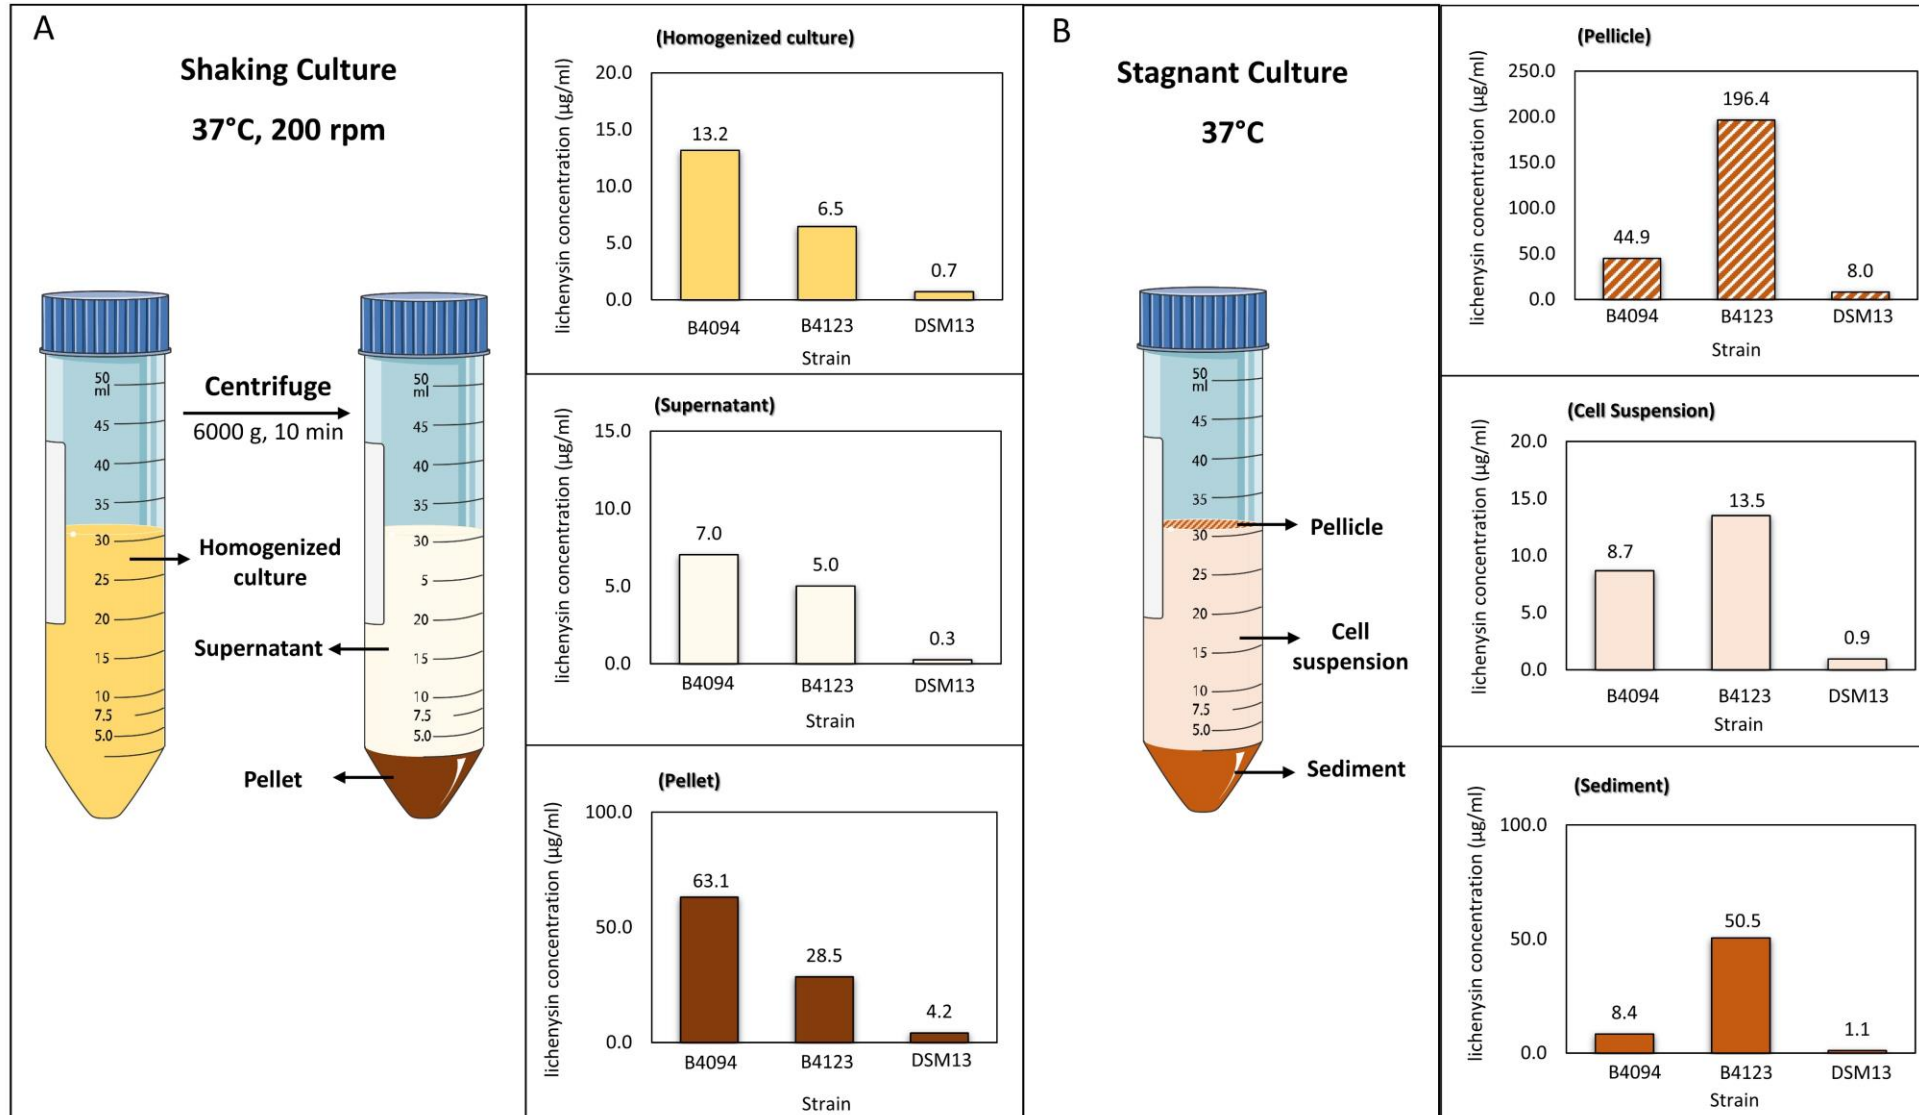 A
Shaking Culture
37°C, 200 rpm
50
ml
45
40
35
30
25
20
15
10
7.5
5.0
Centrifuge
6000 g, 10 min
50
ml
45
40
35
30
5
20
15
10
7.5
5.0
Homogenized
culture
Supernatant
Pellet
(Homogenized culture)
lichenysin concentration (µg/ml)
20.0
15.0
10.0
5.0
0.0
13.2
6.5
0.7
B4094
B4123
DSM13
Strain
(Supernatant)
lichenysin concentration (µg/ml)
15.0
10.0
5.0
0.0
7.0
5.0
0.3
B4094
B4123
DSM13
Strain
(Pellet)
lichenysin concentration (µg/ml)
100.0
50.0
0.0
63.1
28.5
4.2
B4094
B4123
DSM13
Strain
B
Stagnant Culture
37°C
50
ml
45
40
35
30
25
20
15
10
7.5
5.0
Pellicle
Cell
suspension
Sediment
(Pellicle)
lichenysin concentration (µg/ml)
250.0
200.0
150.0
100.0
50.0
0.0
44.9
196.4
8.0
B4094
B4123
DSM13
Strain
(Cell Suspension)
lichenysin concentration (µg/ml)
20.0
15.0
10.0
5.0
0.0
8.7
13.5
0.9
B4094
B4123
DSM13
Strain
(Sediment)
lichenysin concentration (µg/ml)
100.0
50.0
0.0
8.4
50.5
1.1
B4094
B4123
DSM13
Strain